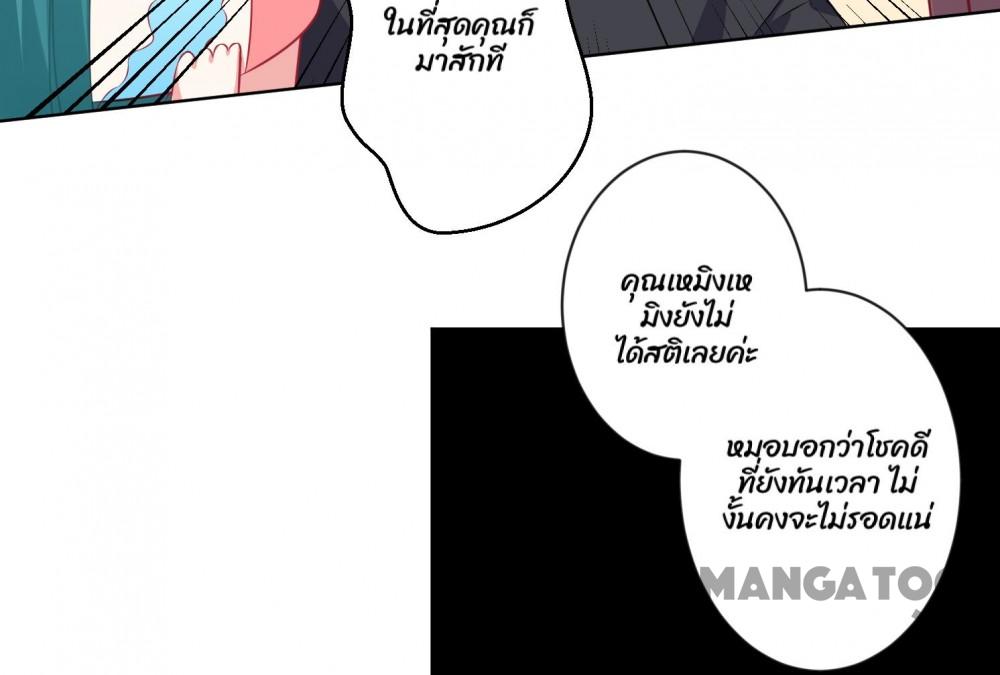 ในที่สุดคุณก็
มาสักที
คุณเหมิงเห
มิงยังไม่
ได้สติเลยค่ะ
หมอบอกว่าโชคดี
ที่ยังทันเวลา ไม่
งั้นคงจะไม่รอดแน่
MANGATOO